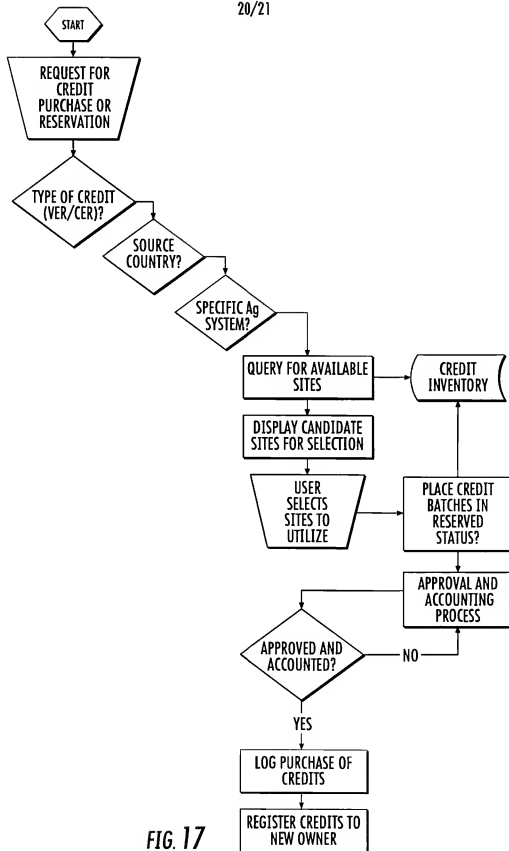 20/21
START
REQUEST FOR
CREDIT
PURCHASE OR
RESERVATION
TYPE OF CREDIT
(VER/CER)?
SOURCE
COUNTRY?
SPECIFIC Ag
SYSTEM?
QUERY FOR AVAILABLE
SITES
CREDIT
INVENTORY
DISPLAY CANDIDATE
SITES FOR SELECTION
USER
SELECTS
SITES TO
UTILIZE
PLACE CREDIT
BATCHES IN
RESERVED
STATUS?
APPROVAL AND
ACCOUNTING
PROCESS
APPROVED AND
ACCOUNTED?
NO
YES
LOG PURCHASE OF
CREDITS
REGISTER CREDITS TO
NEW OWNER
FIG. 17